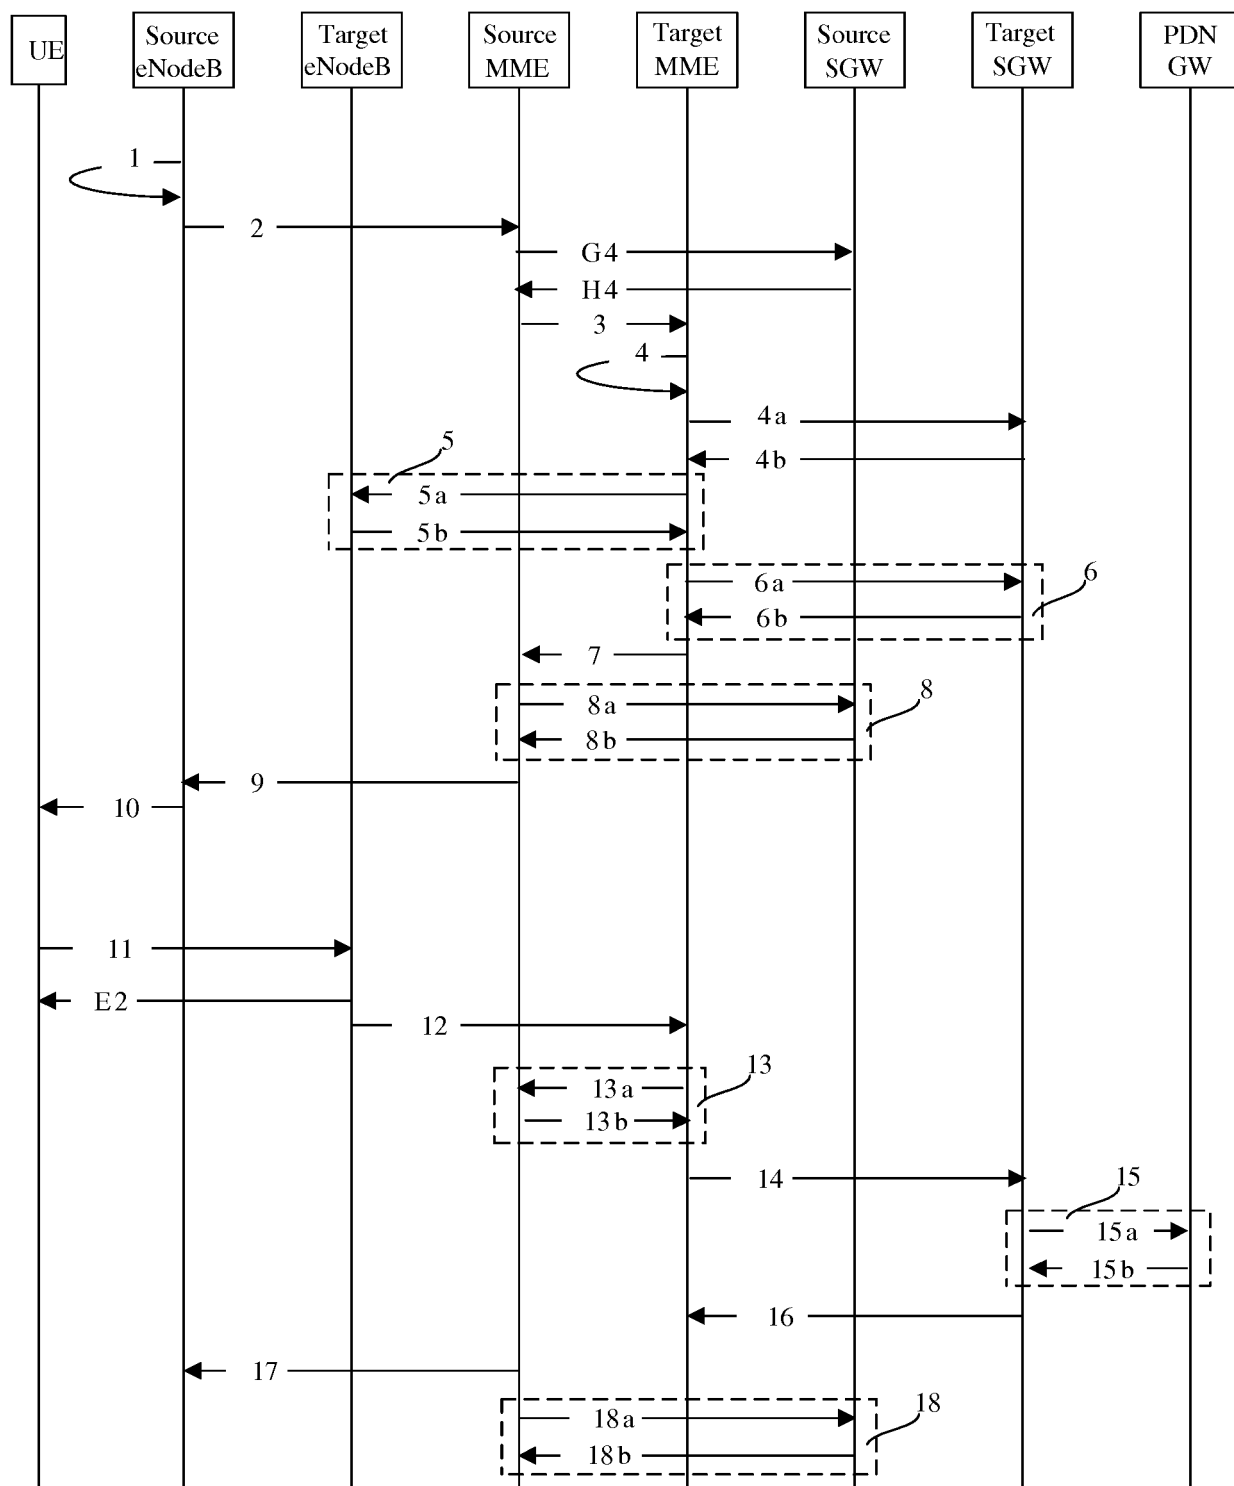 UE
Source
eNodeB
Target
eNodeB
Source
MME
Target
MME
Source
SGW
Target
SGW
PDN
GW
1
2
G4
H4
3
4
4a
4b
5
5a
5b
6
6a
6b
7
8
8a
8b
9
10
11
E2
12
13
13a
13b
14
15
15a
15b
16
17
18
18a
18b